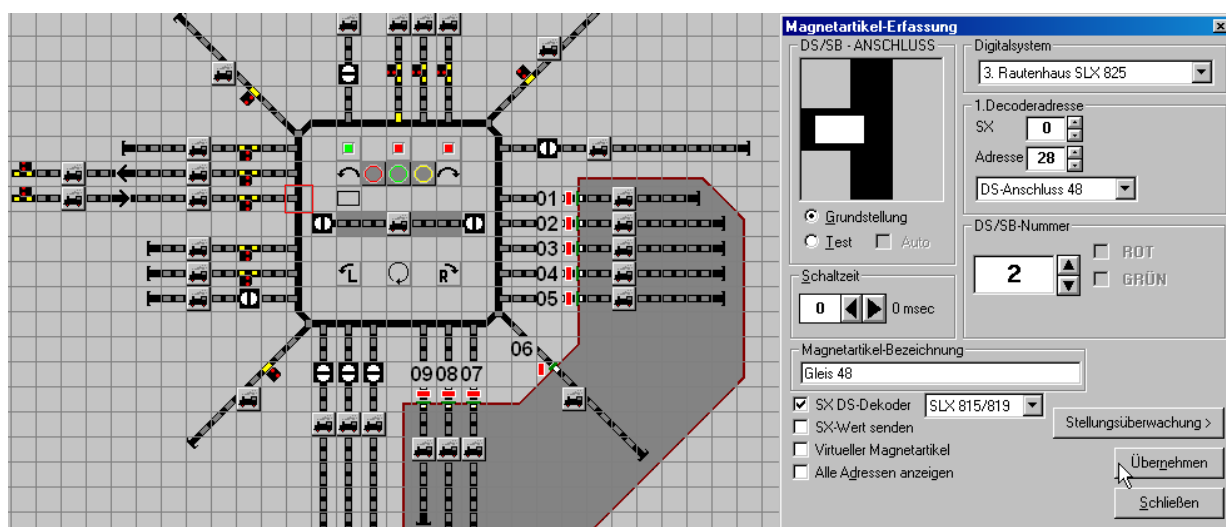 01
02
03
04
05
L
R
06
09 08 07
Magnetartikel-Erfassung
DS/SB - ANSCHLUSS
Grundstellung
Test
Auto
Schaltzeit
0
0 msec
Digitalsystem
3. Rautenhaus SLX 825
1.Decoderadresse
SX 0
Adresse 28
DS-Anschluss 48
DS/SB-Nummer
2
ROT
GRÜN
Magnetartikel-Bezeichnung
Gleis 48
SX DS-Dekoder SLX 815/819
SX-Wert senden
Virtueller Magnetartikel
Alle Adressen anzeigen
Stellungsüberwachung >
Übernehmen
Schließen